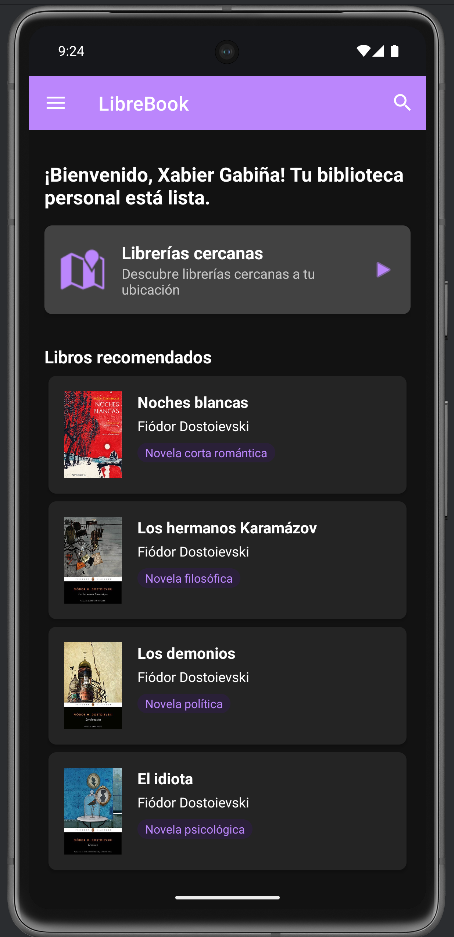 9:24
LibreBook
¡Bienvenido, Xabier Gabiña! Tu biblioteca
personal está lista.
Librerías cercanas
Descubre librerías cercanas a tu
ubicación
Libros recomendados
NOCHES
BLANCAS
Noches blancas
Fiódor Dostoievski
Novela corta romántica
Los hermanos Karamázov
Fiódor Dostoievski
Novela filosófica
Los demonios
Fiódor Dostoievski
Novela política
El idiota
Fiódor Dostoievski
Novela psicológica